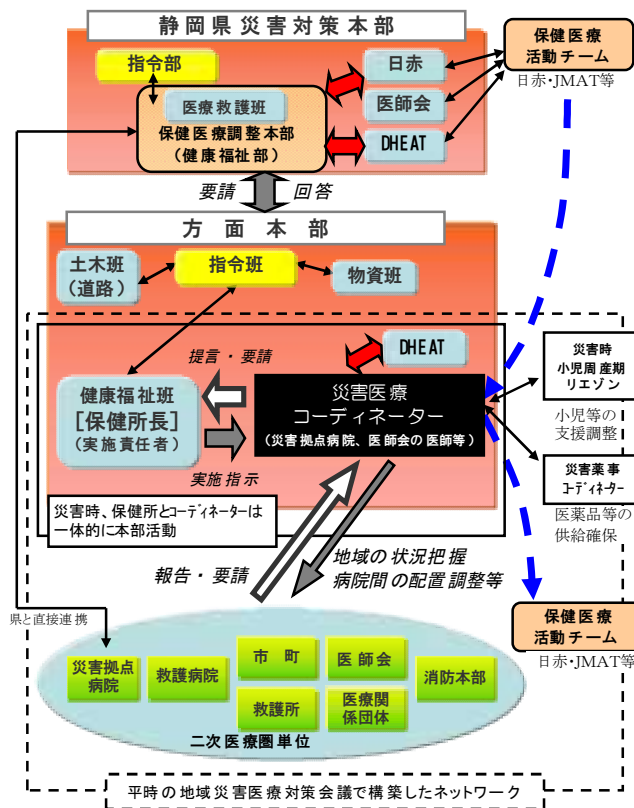 静岡県災害対策本部
指令部
医療救護班
保健医療調整本部
(健康福祉部)
日赤
医師会
DHEAT
保健医療
活動チーム
日赤・JMAT等
要請
回答
方面本部
土木班
(道路)
指令班
物資班
DHEAT
提言・要請
健康福祉班
[保健所長]
(実施責任者)
災害医療
コーディネーター
(災害拠点病院、医師会の医師等)
実施指示
災害時
小児周産期
リエゾン
小児等の
支援調整
災害薬事
コーディネーター
医薬品等の
供給確保
災害時、保健所とコーディネーターは
一体的に本部活動
報告・要請
地域の状況把握
病院間の配置調整等
県と直接連携
保健医療
活動チーム
日赤・JMAT等
災害拠点
病院
救護病院
市町
医師会
消防本部
救護所
医療関
係団体
二次医療圏単位
平時の地域災害医療対策会議で構築したネットワーク